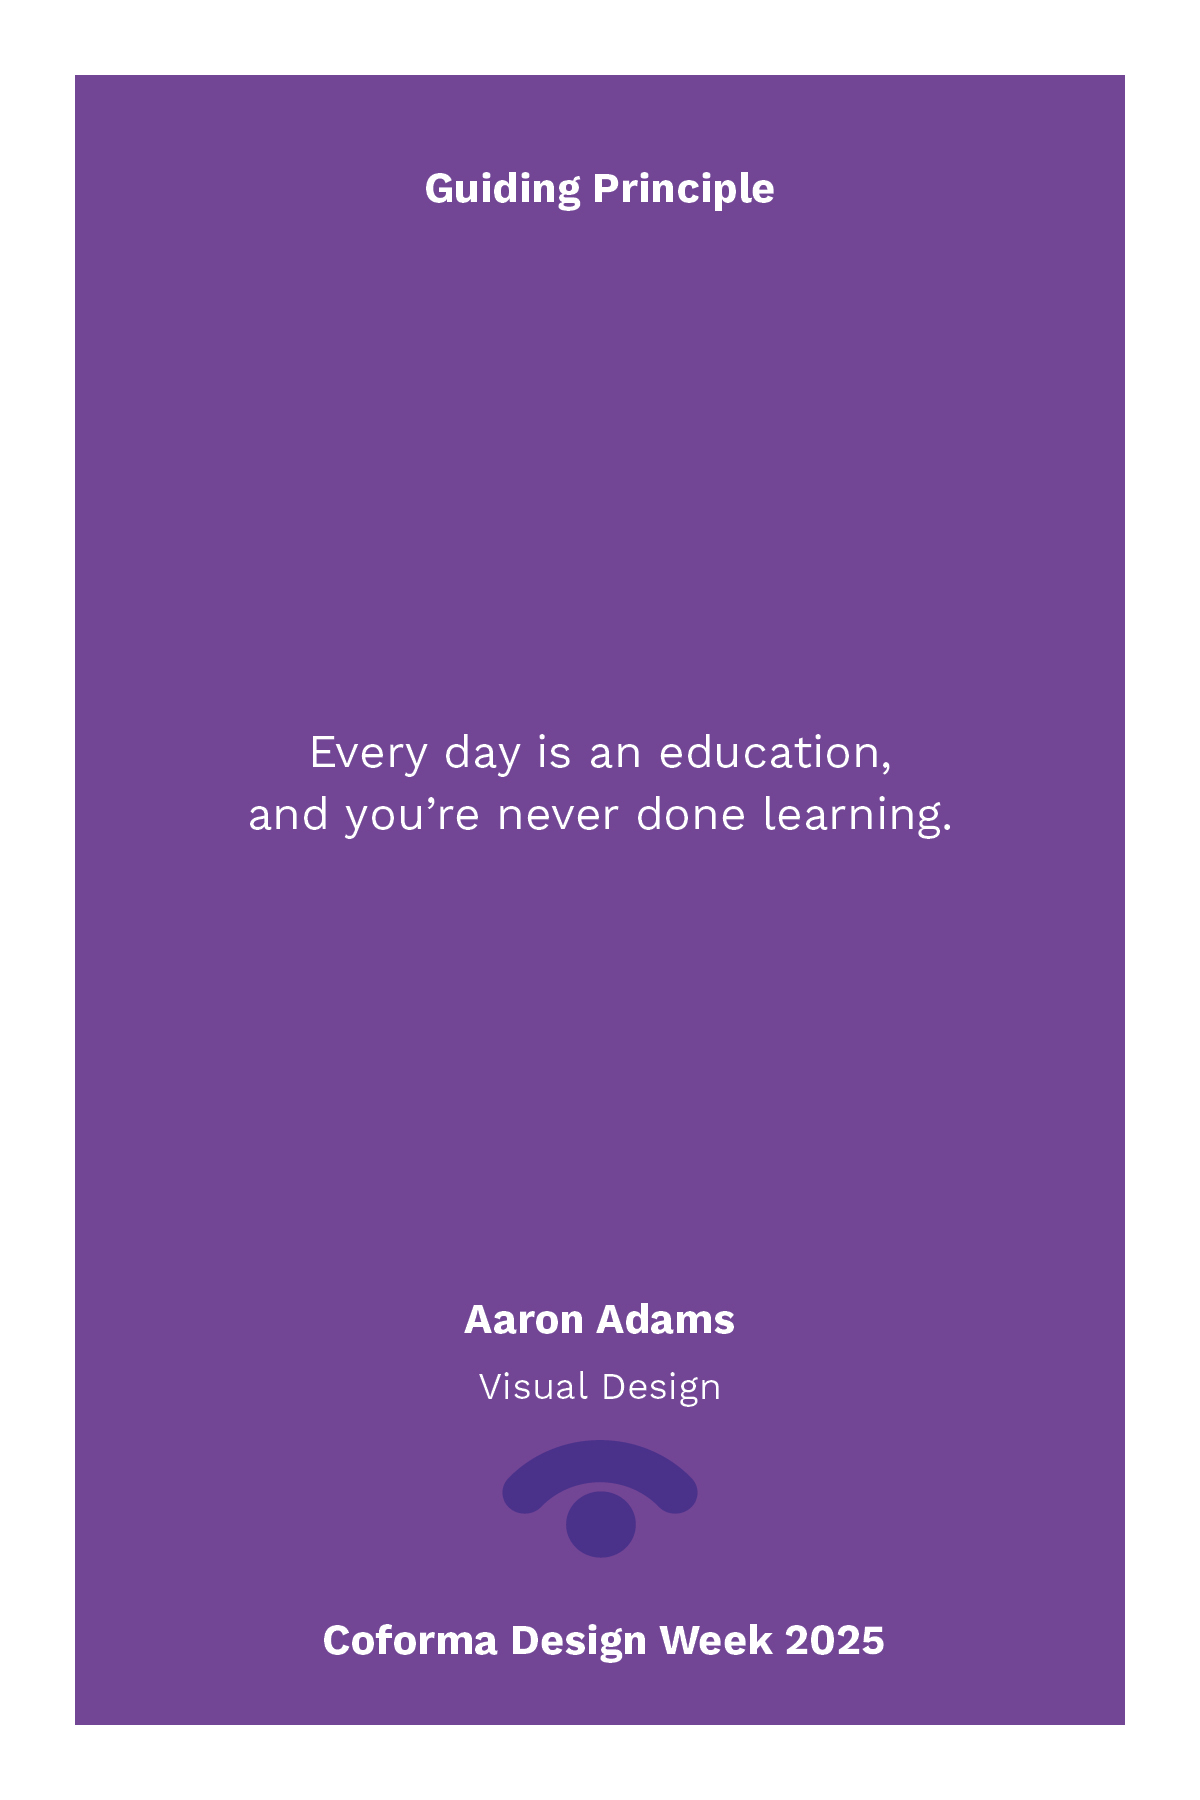 Guiding Principle
Every day is an education,
and you’re never done learning.
Aaron Adams
Visual Design
Coforma Design Week 2025